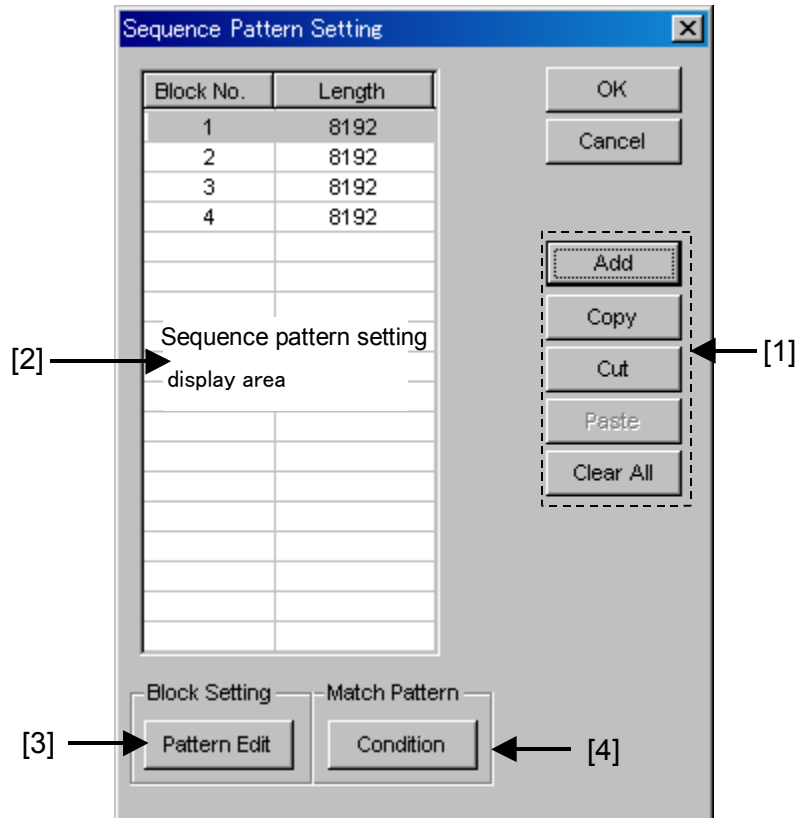 Sequence Pattern Setting
Block No. Length
OK
1 8192
Cancel
2 8192
3 8192
4 8192
Add
Copy
[1]
Sequence pattern setting
[2]
display area
Cut
Paste
Clear All
Block Setting
Match Pattern
[3]
Pattern Edit
Condition
[4]